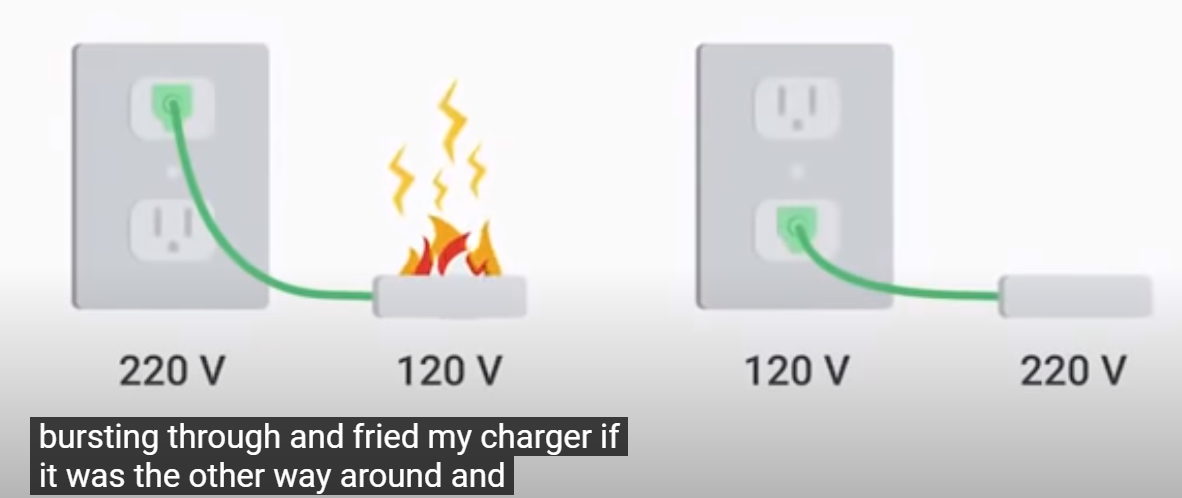 220 V 120 V 120 V 220 V
bursting through and fried my charger if
it was the other way around and